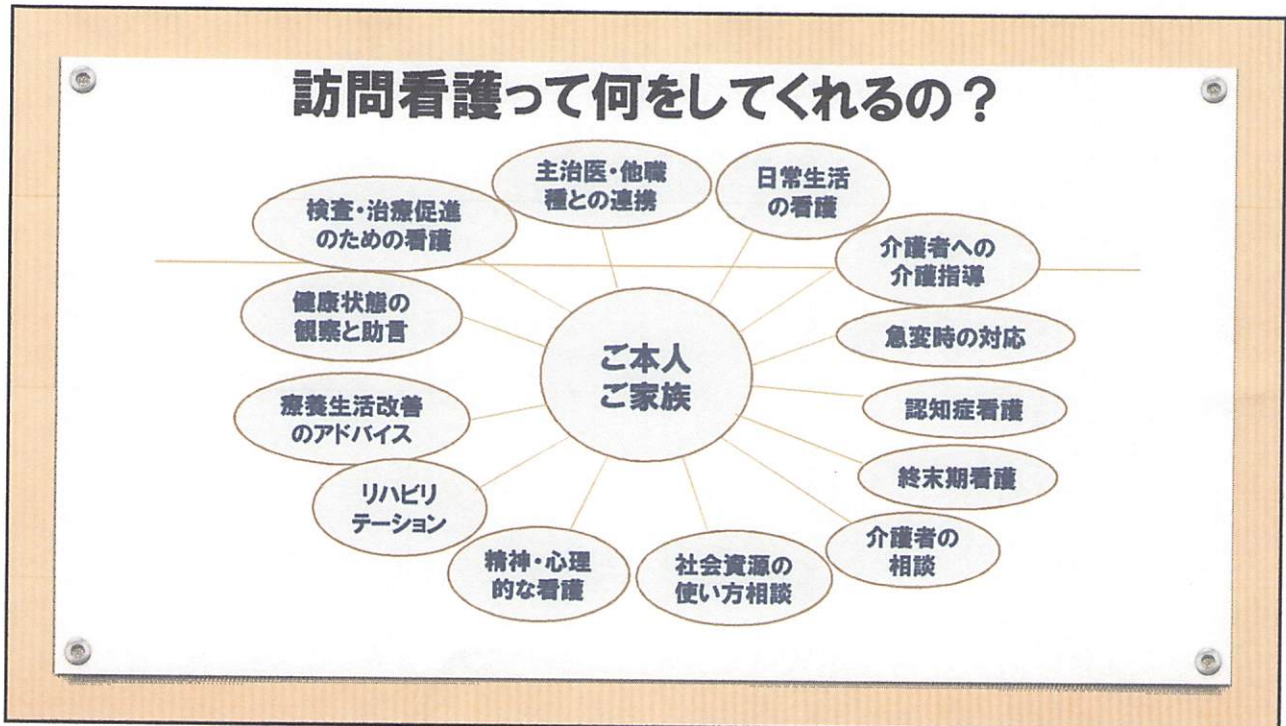 訪問看護って何をしてくれるの？
主治医・他職
種との連携
日常生活
の看護
検査・治療促進
のための看護
介護者への
介護指導
健康状態の
観察と助言
急変時の対応
ご本人
ご家族
療養生活改善
のアドバイス
認知症看護
終末期看護
リハビリ
テーション
介護者の
相談
精神・心理
的な看護
社会資源の
使い方相談